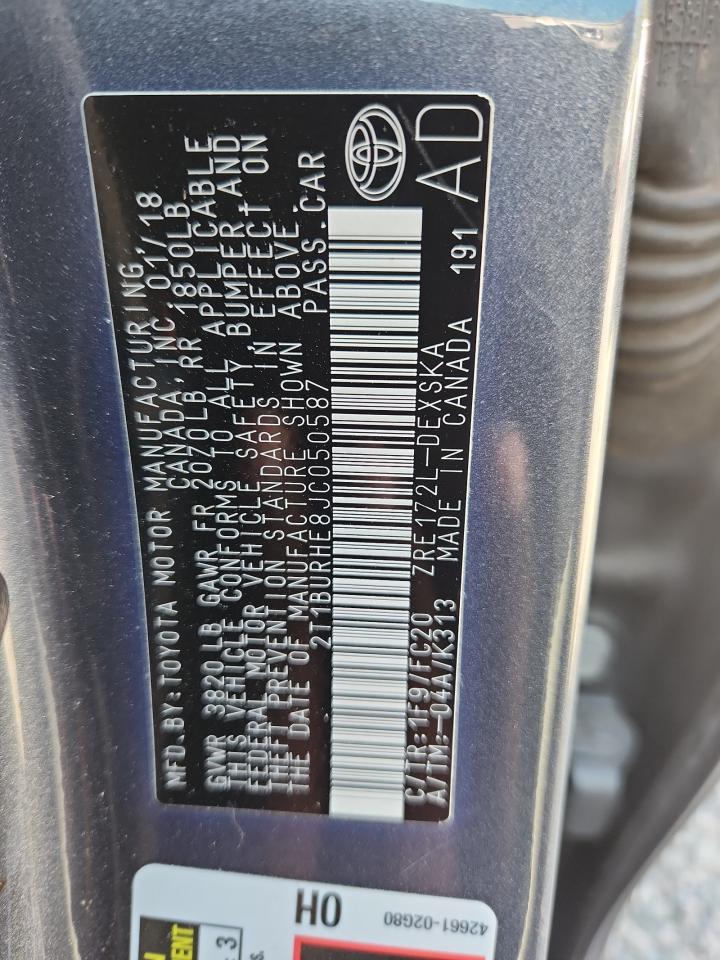 MFD.BY:TOYOTA MOTOR MANUFACTURING,
CANADA, INC 01/18
GVWR 3820 LB GAWR FR 2070LB,RR 1850LB.
THIS VEHICLE CONFORMS TO ALL APPLICABLE
FEDERAL MOTOR VEHICLE SAFETY, BUMPER AND
THEFT PREVENTION STANDARDS IN EFFECT ON
THE DATE OF MANUFACTURE SHOWN ABOVE
2T1BURHE8JC050587 PASS.CAR
C/TR:1F9/FC20 ZRE172L-DEXSKA
A/TM:-04A/K313 MADE IN CANADA 191
AD
OH
42661-02G80
3